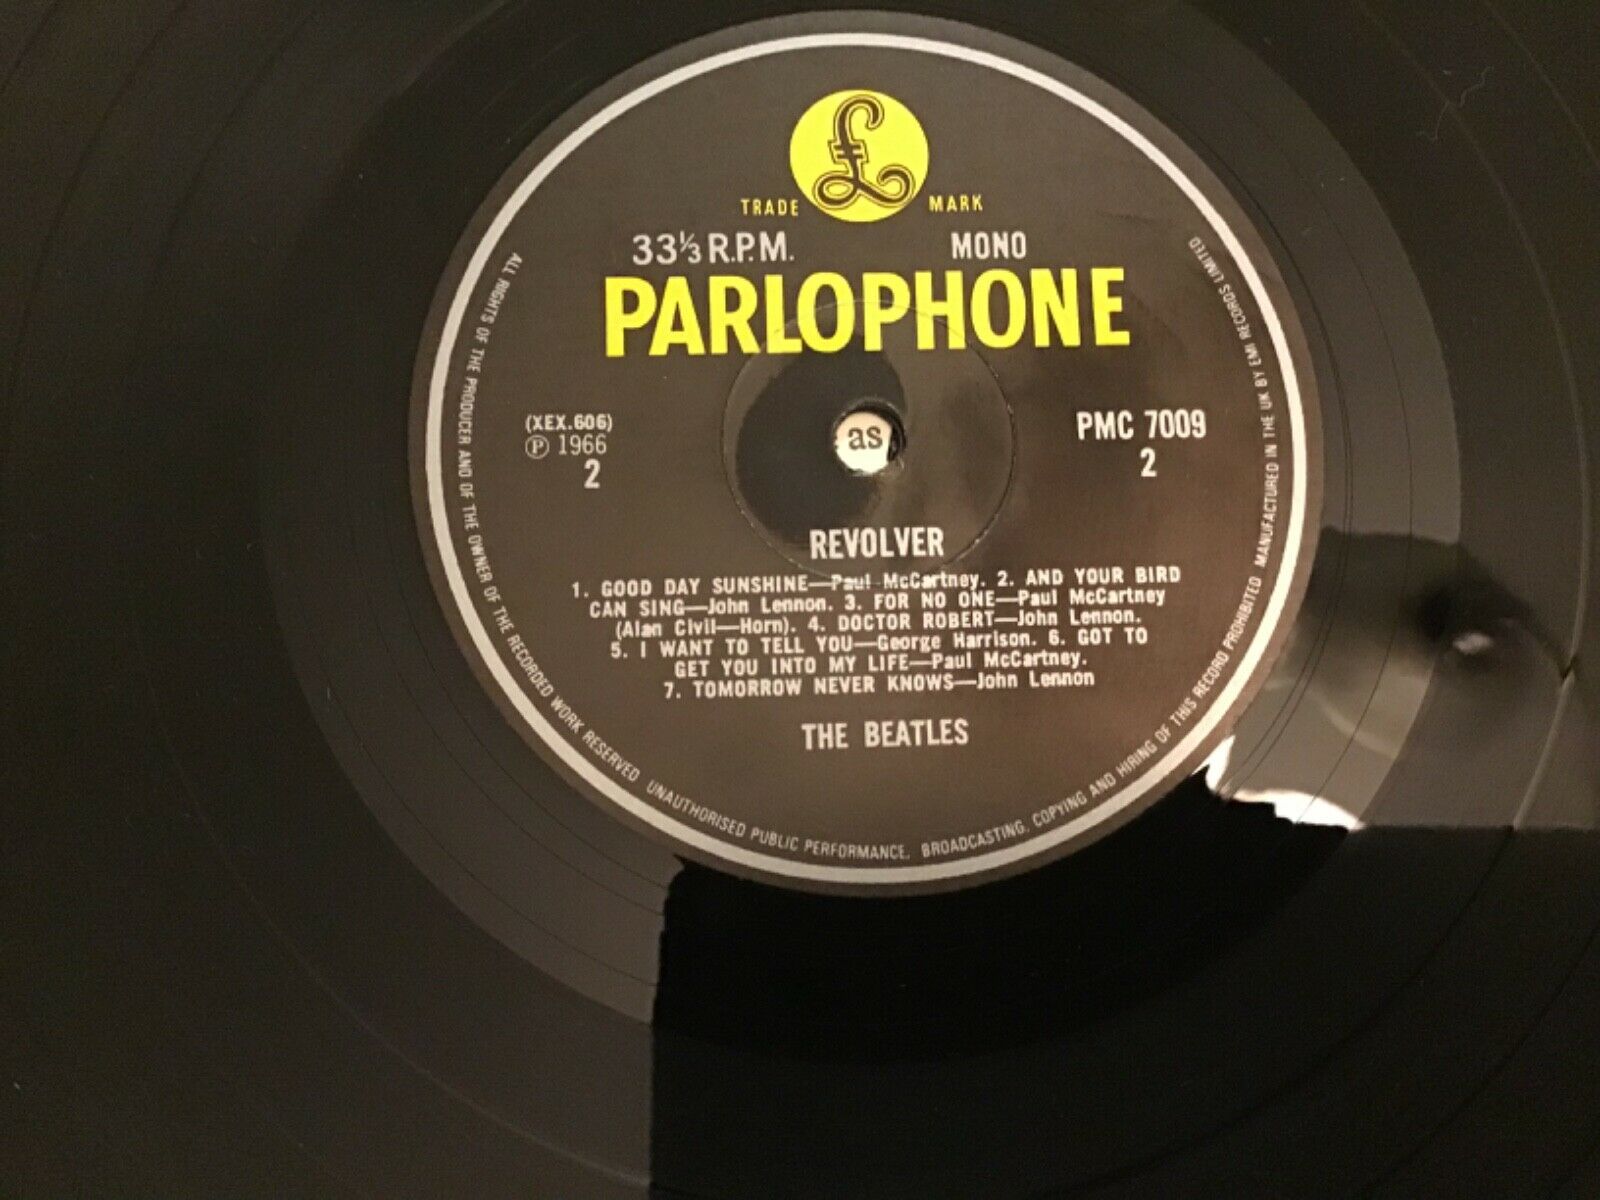 £
TRADE MARK
33⅓ R.P.M. MONO
PARLOPHONE
(XEX.606)
℗ 1966
2
PMC 7009
2
as
REVOLVER
1. GOOD DAY SUNSHINE—Paul McCartney. 2. AND YOUR BIRD
CAN SING—John Lennon. 3. FOR NO ONE—Paul McCartney
(Alan Civil—Horn). 4. DOCTOR ROBERT—John Lennon.
5. I WANT TO TELL YOU—George Harrison. 6. GOT TO
GET YOU INTO MY LIFE—Paul McCartney.
7. TOMORROW NEVER KNOWS—John Lennon
THE BEATLES
ALL RIGHTS OF THE PRODUCER AND OF THE OWNER OF THE RECORDED WORK RESERVED UNAUTHORISED PUBLIC PERFORMANCE, BROADCASTING, COPYING AND HIRING OF THIS RECORD PROHIBITED MANUFACTURED IN THE UK BY EMI RECORDS LIMITED